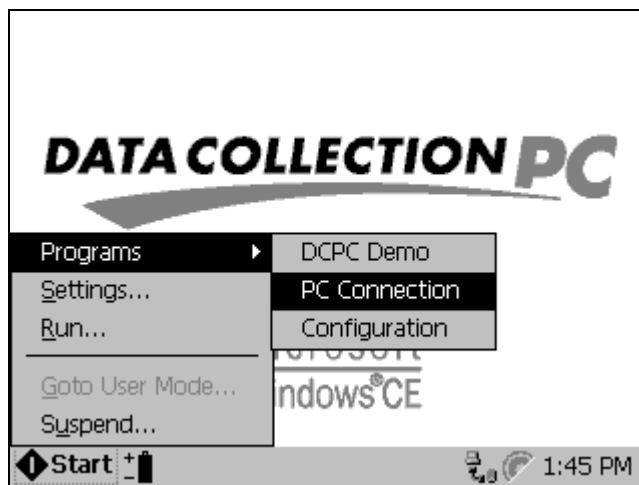 DATA COLLECTION PC
Programs
Settings...
Run...
Goto User Mode...
Suspend...
DCPC Demo
PC Connection
Configuration
Microsoft
indows®CE
Start
1:45 PM